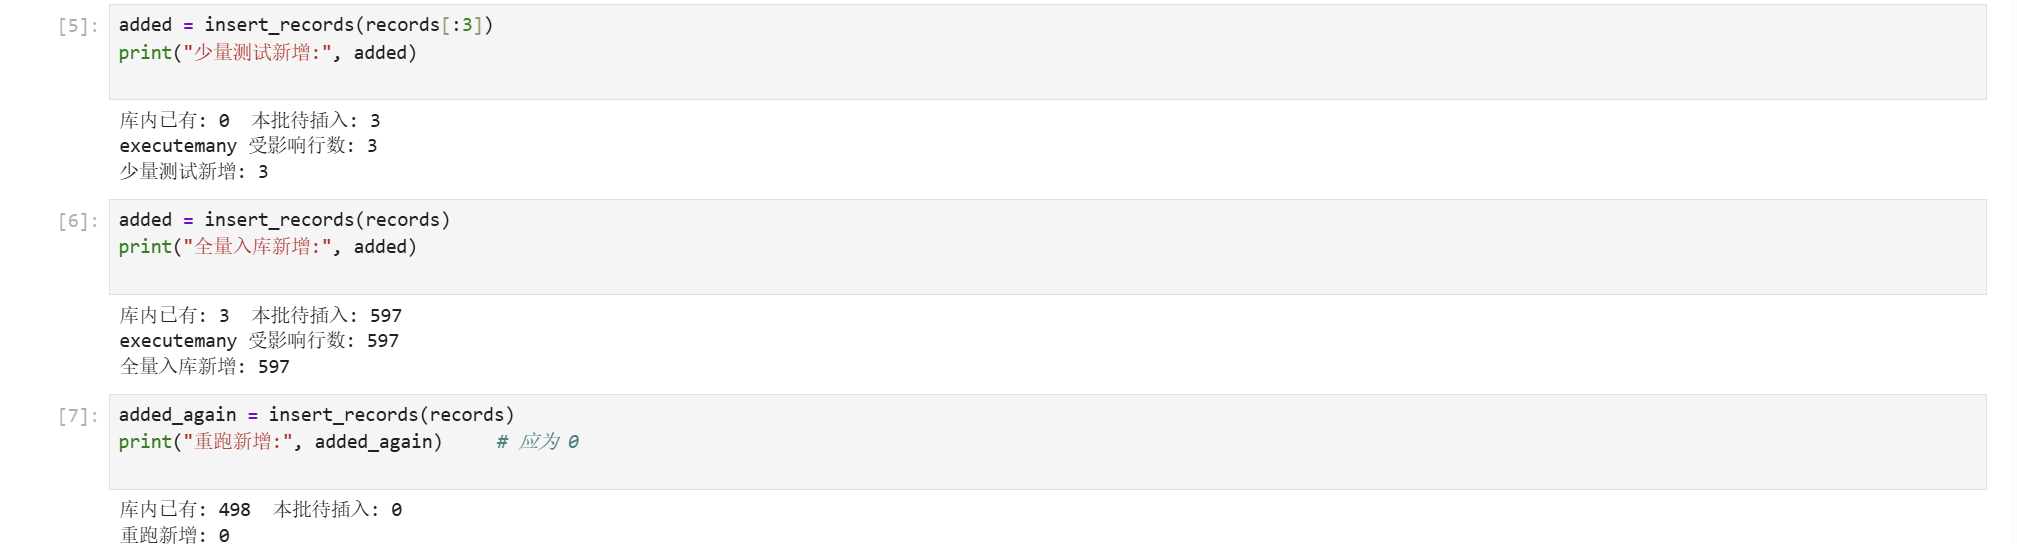 [5]: added = insert_records(records[:3])
print("少量测试新增:", added)
库内已有: 0  本批待插入: 3
executemany 受影响行数: 3
少量测试新增: 3
[6]: added = insert_records(records)
print("全量入库新增:", added)
库内已有: 3  本批待插入: 597
executemany 受影响行数: 597
全量入库新增: 597
[7]: added_again = insert_records(records)
print("重跑新增:", added_again)     # 应为 0
库内已有: 498  本批待插入: 0
重跑新增: 0